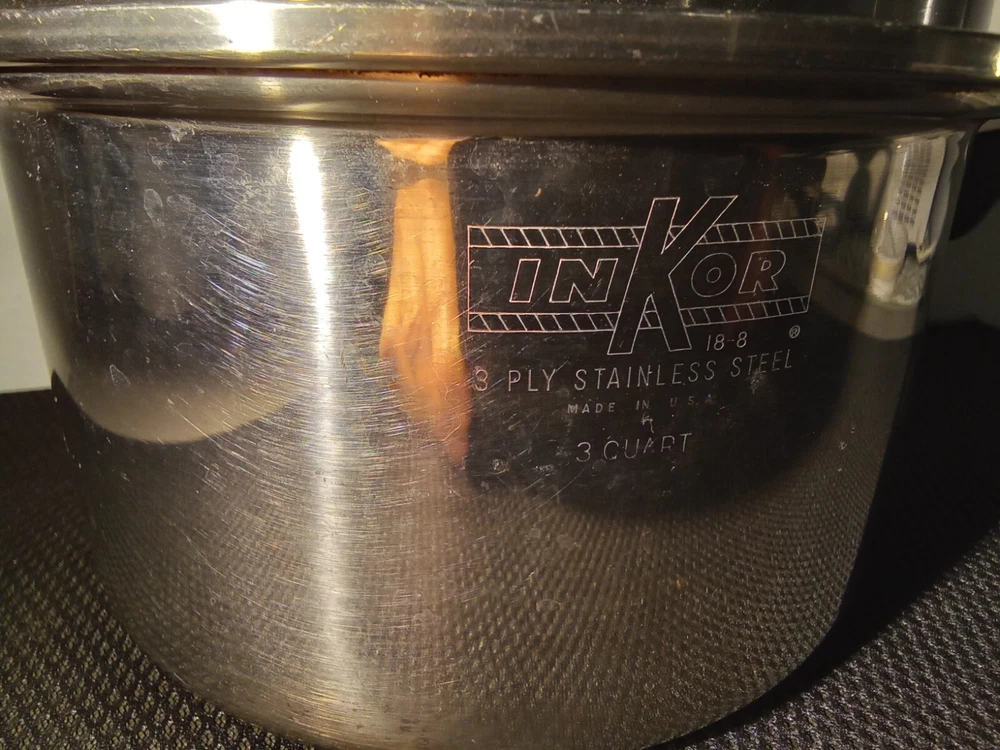 INKOR
18-8 ®
3 PLY STAINLESS STEEL
MADE IN U.S.A
3 QUART